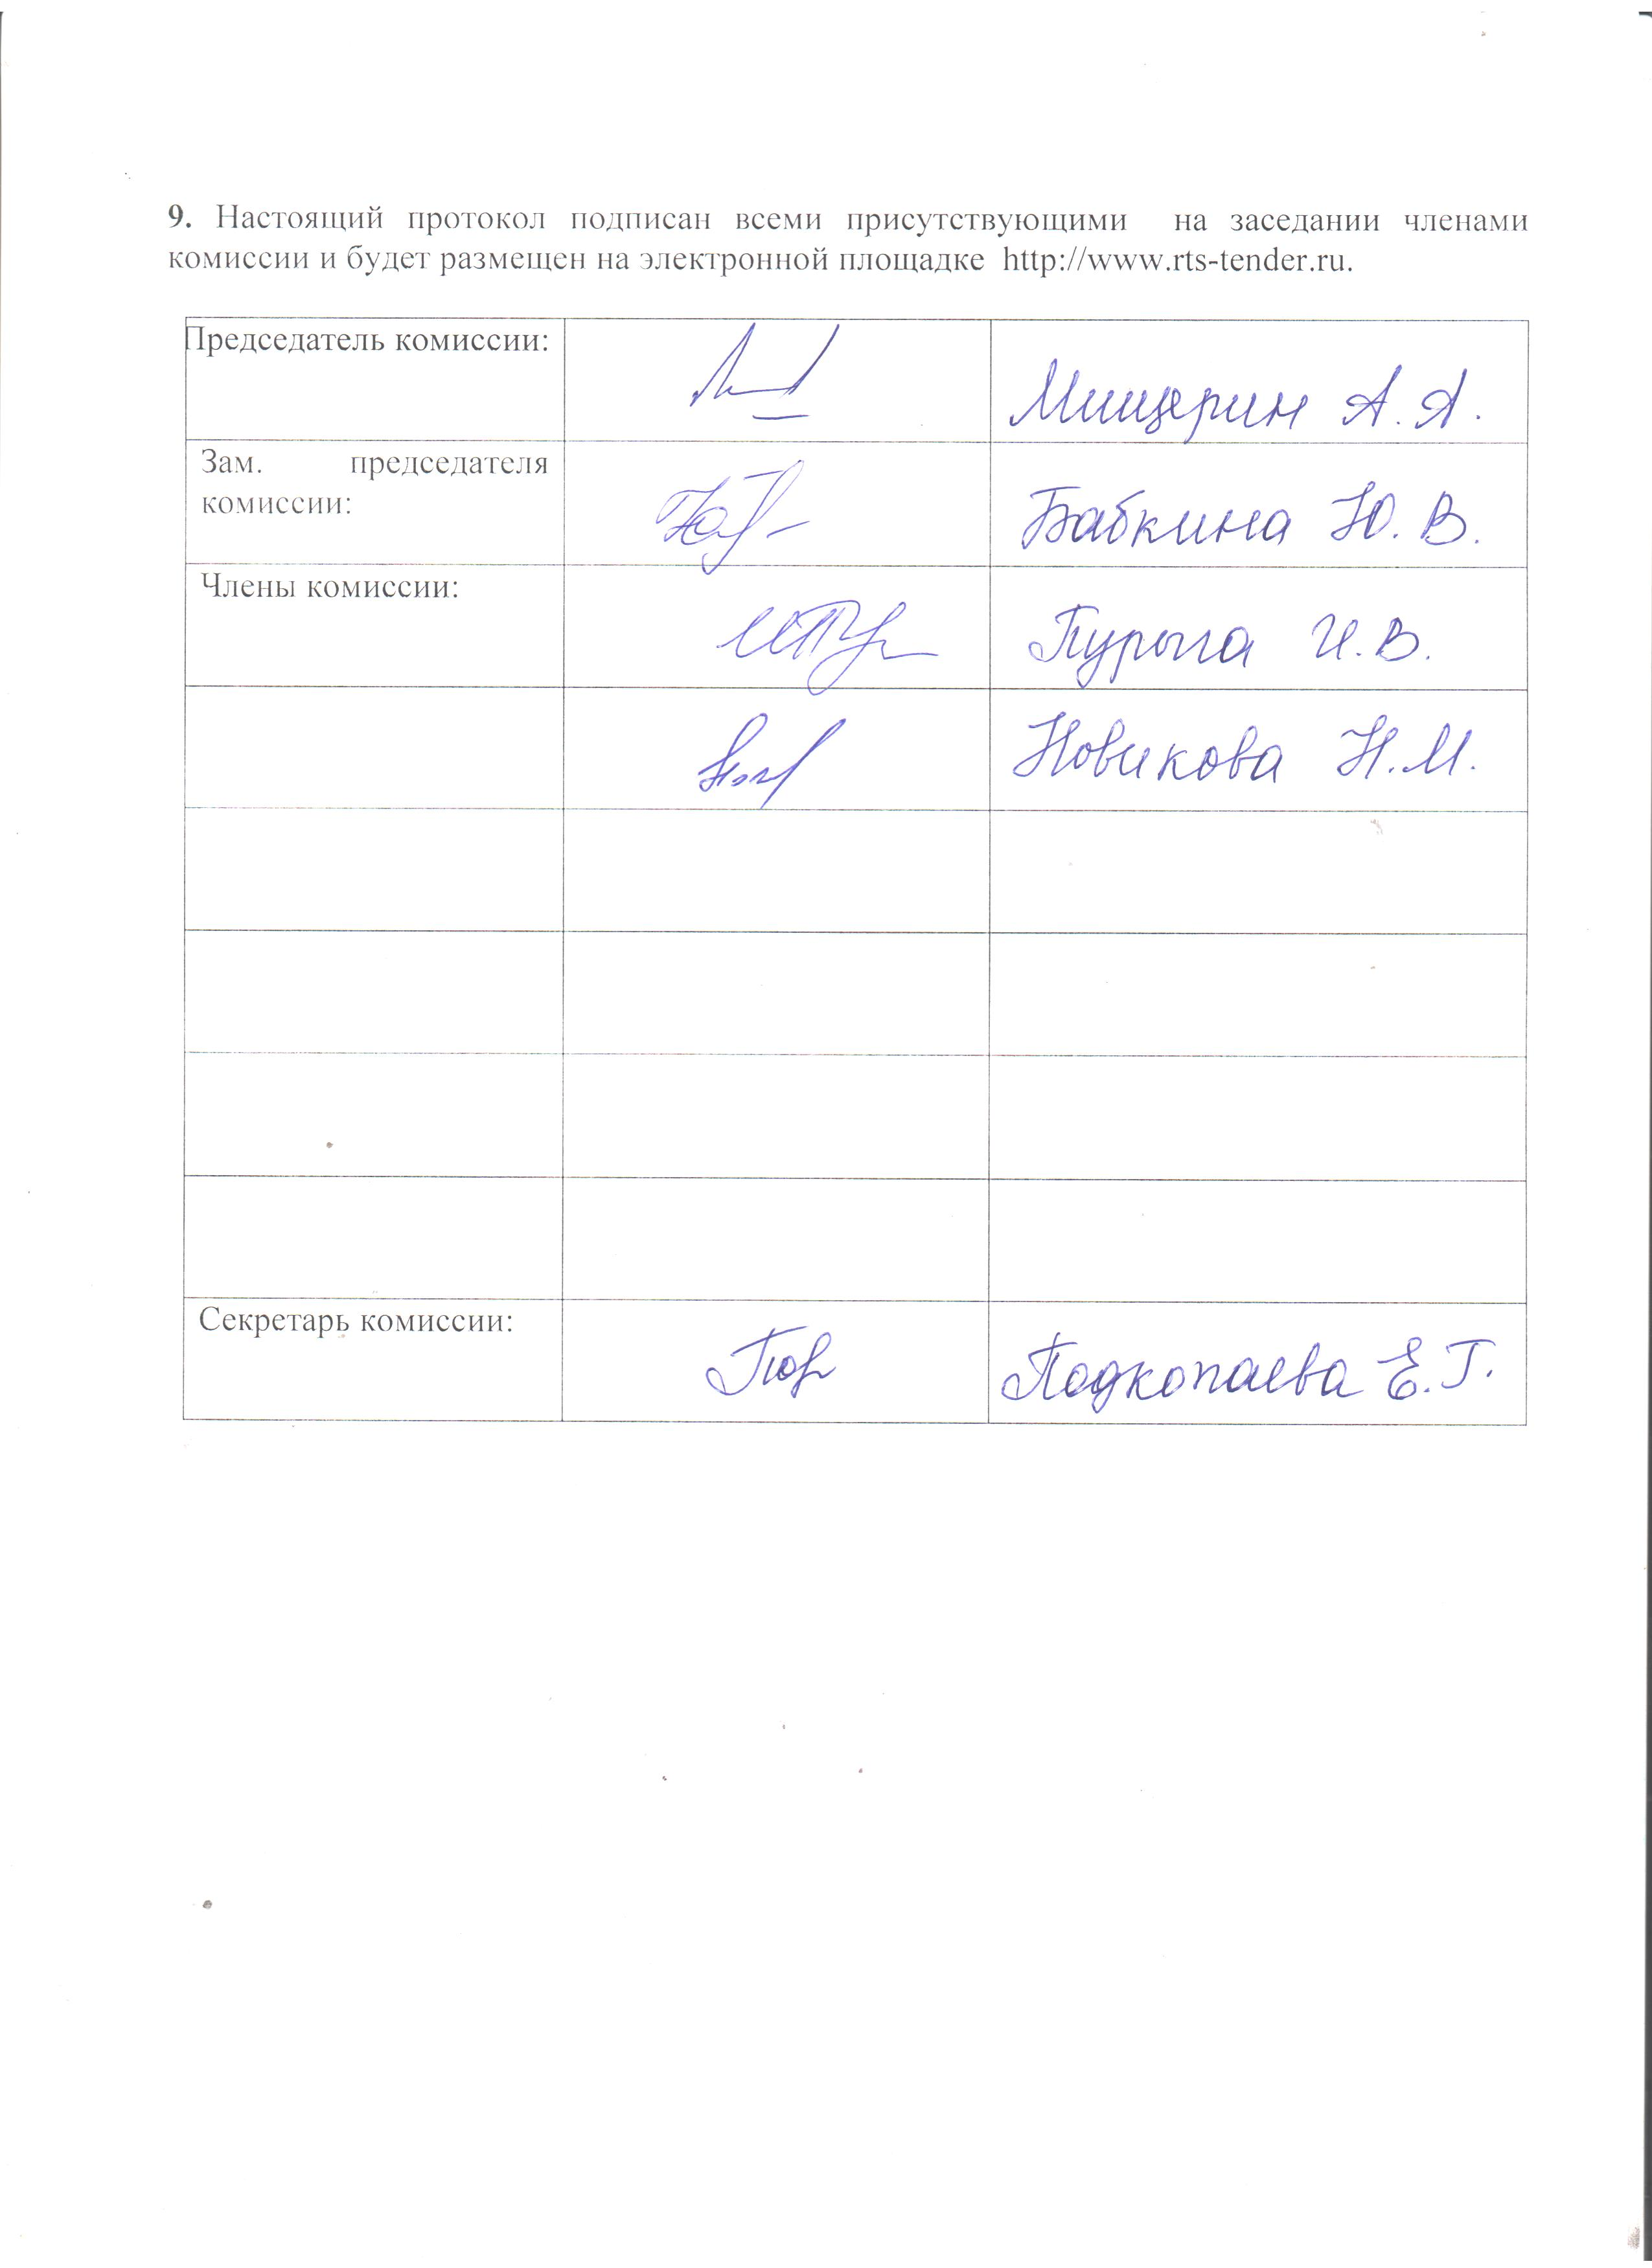 9. Настоящий протокол подписан всеми присутствующими на заседании членами
комиссии и будет размещен на электронной площадке http://www.rts-tender.ru.
Председатель комиссии:
Мищерин А.А.
Зам. председателя
комиссии:
Бабкина Ю.В.
Члены комиссии:
Пурыга И.В.
Новикова Н.М.
Секретарь комиссии:
Подкопаева Е.Г.